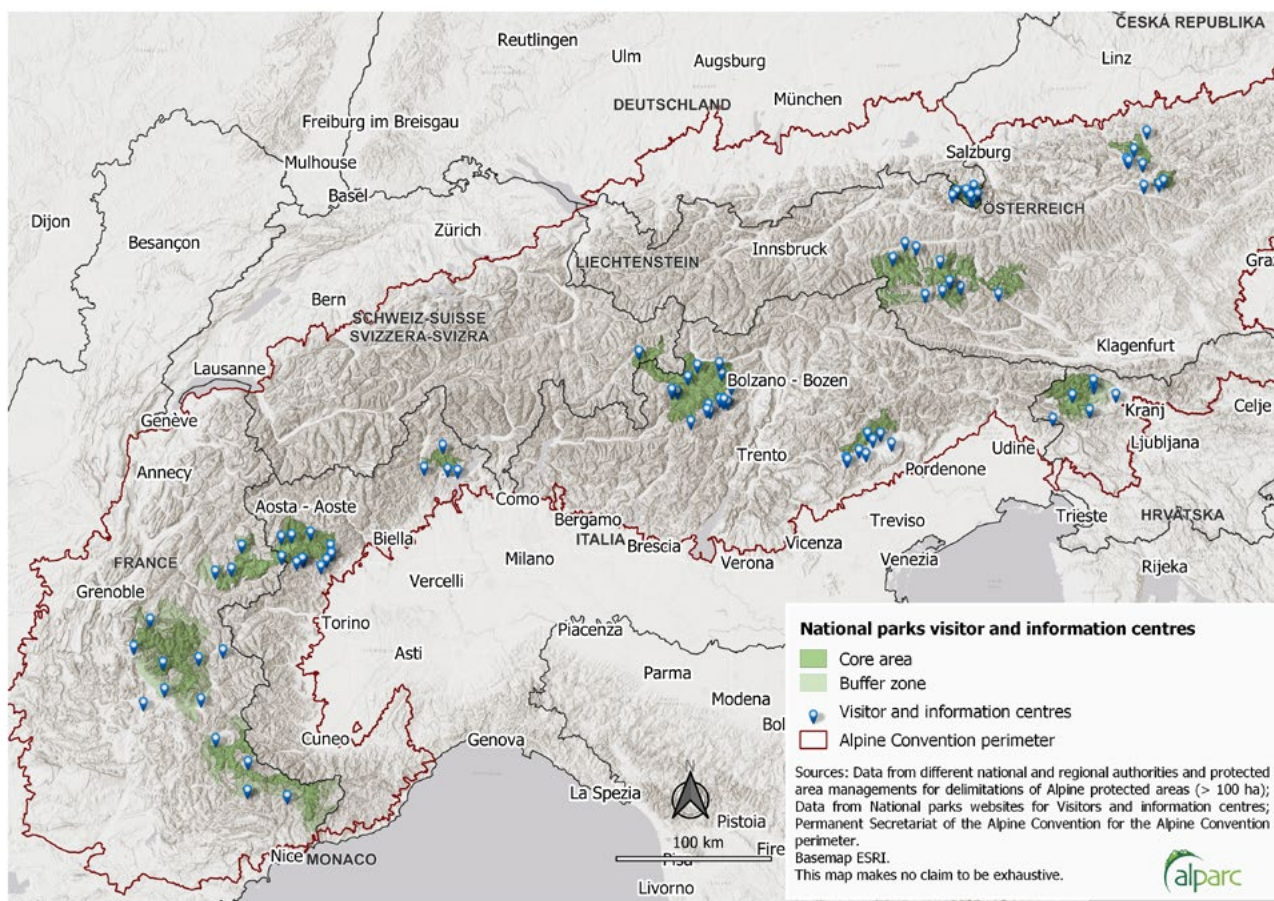 ČESKÁ REPUBLIKA
Reutlingen
Ulm
Augsburg
Linz
DEUTSCHLAND
München
Freiburg im Breisgau
Mulhouse
Salzburg
Basel
Dijon
Besançon
Zürich
ÖSTERREICH
Innsbruck
LIECHTENSTEIN
Graz
Bern
SCHWEIZ-SUISSE
SVIZZERA-SVIZRA
Klagenfurt
Lausanne
Bolzano - Bozen
Genève
Kranj
Celje
Ljubljana
Udine
Annecy
Trento
Pordenone
Como
Aosta - Aoste
Trieste
HRVATSKA
Bergamo
ITALIA
Biella
Treviso
Brescia
Vicenza
Milano
Verona
Venezia
FRANCE
Rijeka
Vercelli
Grenoble
Torino
Piacenza
Asti
Parma
Modena
Bol
Cuneo
Genova
La Spezia
N
Pistoia
100 km
Fire
Nice
MONACO
Pisa
Livorno
National parks visitor and information centres
Core area
Buffer zone
Visitor and information centres
Alpine Convention perimeter
Sources: Data from different national and regional authorities and protected
area managements for delimitations of Alpine protected areas (> 100 ha);
Data from National parks websites for Visitors and information centres;
Permanent Secretariat of the Alpine Convention for the Alpine Convention
perimeter.
Basemap ESRI.
This map makes no claim to be exhaustive.
alparc